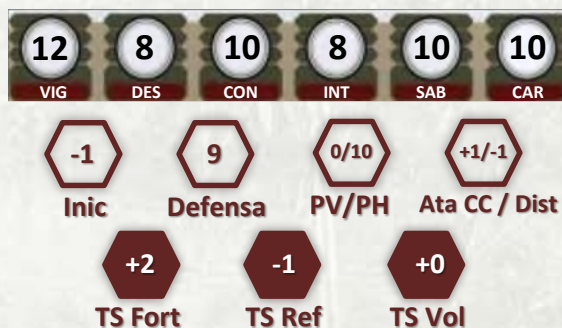 12 8 10 8 10 10
VIG DES CON INT SAB CAR
-1 9 0/10 +1/-1
Inic Defensa PV/PH Ata CC / Dist
+2 -1 +0
TS Fort TS Ref TS Vol